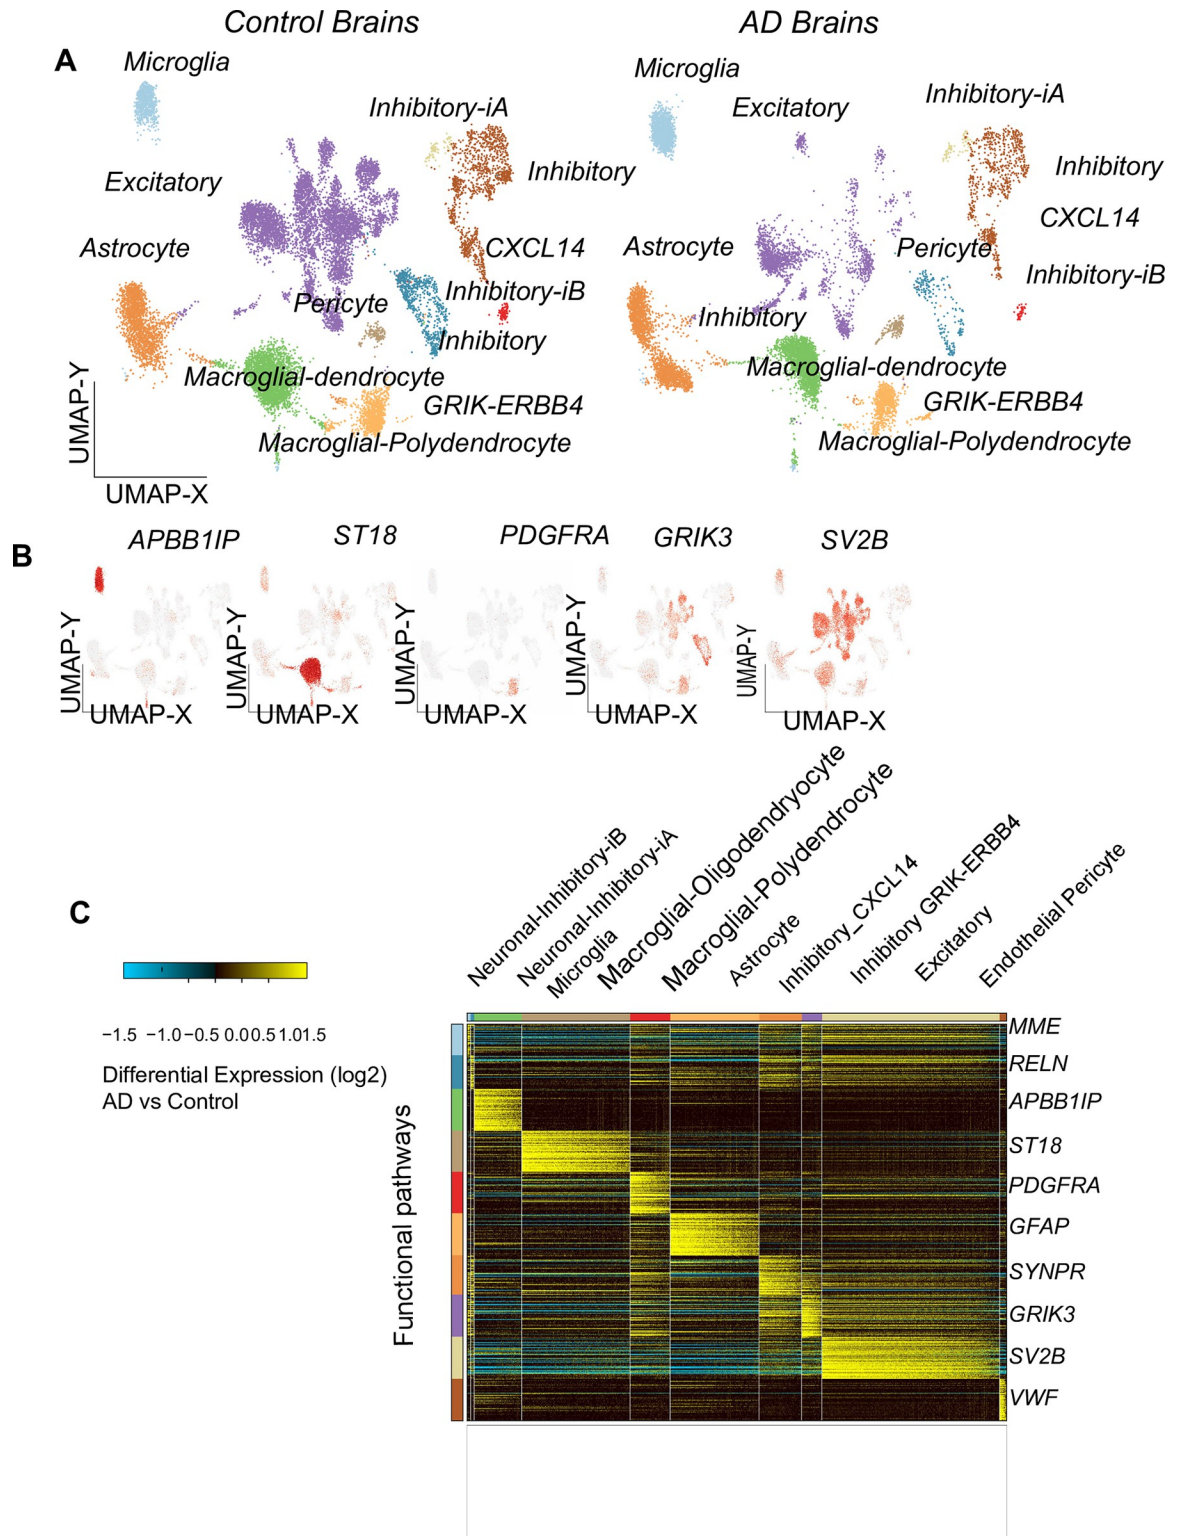 Control Brains
AD Brains
A
Microglia
Microglia
Inhibitory-iA
Excitatory
Inhibitory-iA
Excitatory
Inhibitory
Inhibitory
Astrocyte
CXCL14
Astrocyte
Pericyte
CXCL14
Pericyte
Inhibitory-iB
Inhibitory-iB
Inhibitory
Inhibitory
Macroglial-dendrocyte
Macroglial-dendrocyte
GRIK-ERBB4
GRIK-ERBB4
Macroglial-Polydendrocyte
Macroglial-Polydendrocyte
UMAP-Y
UMAP-X
B
APBB1IP
ST18
PDGFRA
GRIK3
SV2B
UMAP-Y
UMAP-X
UMAP-Y
UMAP-X
UMAP-Y
UMAP-X
UMAP-Y
UMAP-X
UMAP-Y
UMAP-X
C
Neuronal-Inhibitory-iB
Neuronal-Inhibitory-iA
Microglia
Macroglial-Oligodendryocyte
Macroglial-Polydendrocyte
Astrocyte
Inhibitory_CXCL14
Inhibitory GRIK-ERBB4
Excitatory
Endothelial Pericyte
−1.5 −1.0 −0.5 0.0 0.5 1.0 1.5
Differential Expression (log2)
AD vs Control
Functional pathways
MME
RELN
APBB1IP
ST18
PDGFRA
GFAP
SYNPR
GRIK3
SV2B
VWF